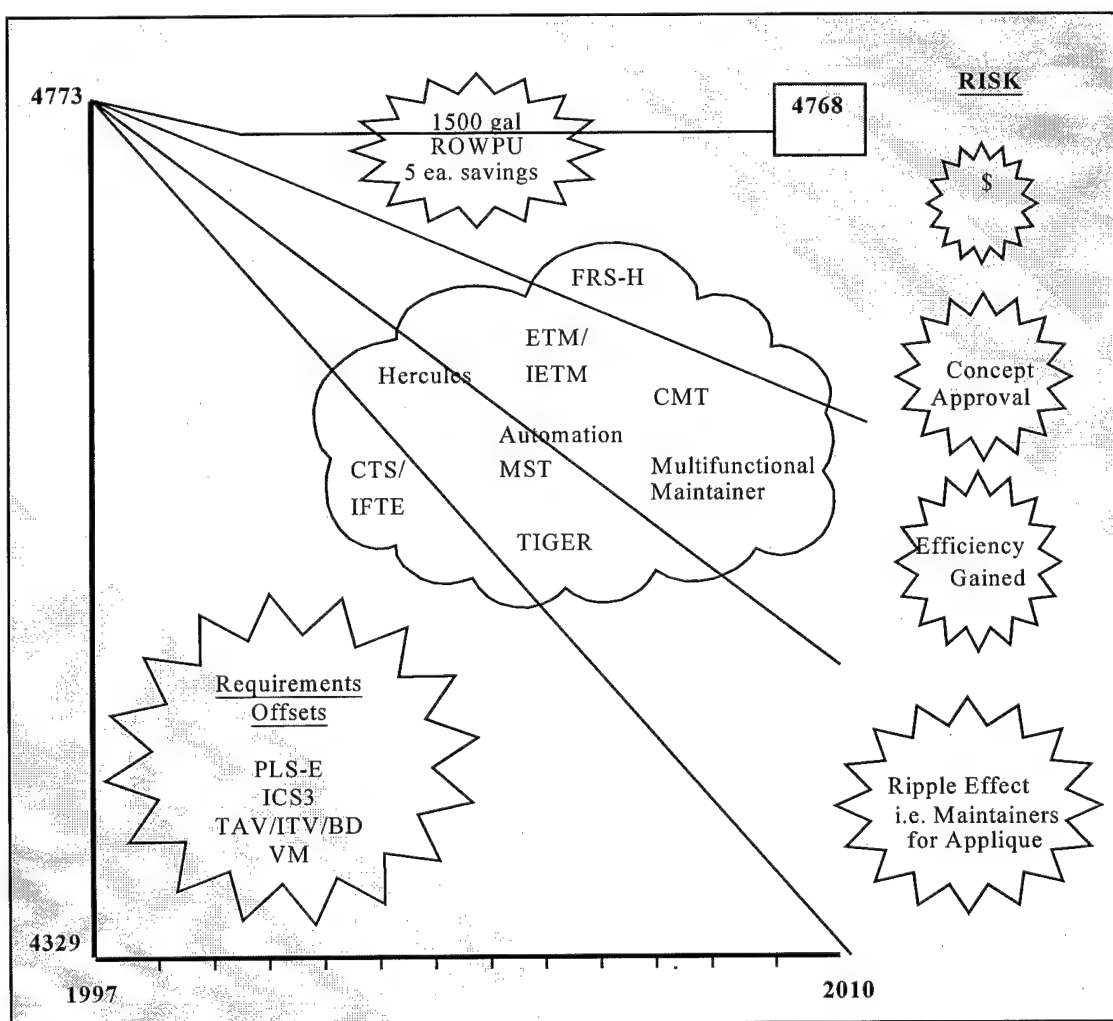 4773
1500 gal
ROWPU
5 ea. savings
4768
RISK
$
FRS-H
ETM/
IETM
Hercules
CMT
Concept
Approval
Automation
MST
CTS/
IFTE
Multifunctional
Maintainer
TIGER
Efficiency
Gained
Requirements
Offsets
PLS-E
ICS3
TAV/ITV/BD
VM
Ripple Effect
i.e. Maintainers
for Applique
4329
1997
2010